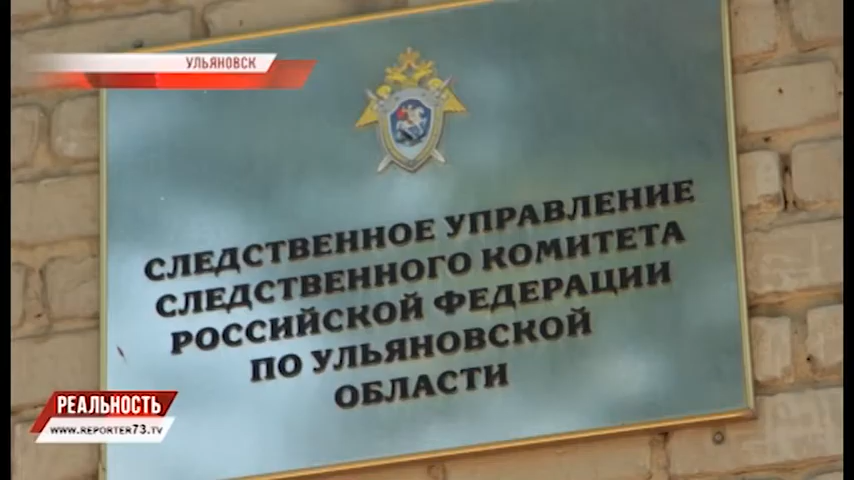 УЛЬЯНОВСК
СЛЕДСТВЕННОЕ УПРАВЛЕНИЕ
СЛЕДСТВЕННОГО КОМИТЕТА
РОССИЙСКОЙ ФЕДЕРАЦИИ
ПО УЛЬЯНОВСКОЙ
ОБЛАСТИ
РЕАЛЬНОСТЬ
WWW.REPORTER73.TV